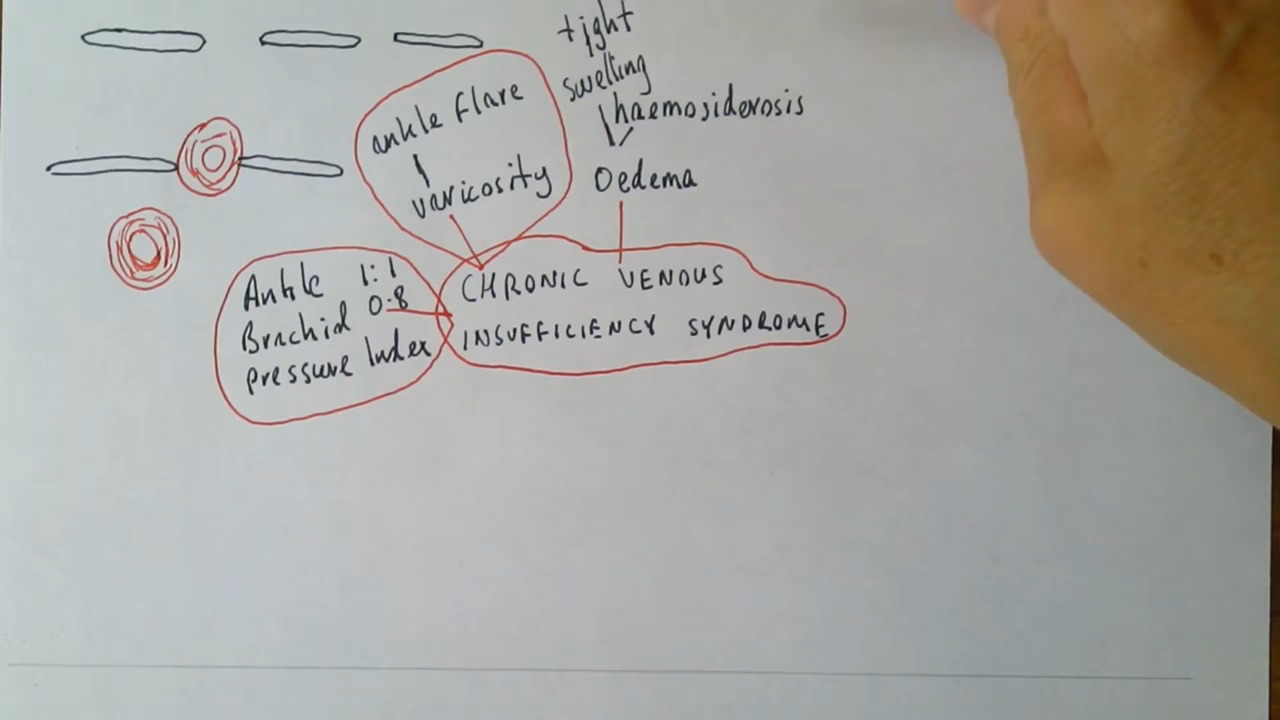 tight
swelling
haemosiderosis
Oedema
ankle flare
varicosity
Ankle 1:1
Brachial 0.8
pressure Index
CHRONIC VENOUS
INSUFFICIENCY SYNDROME